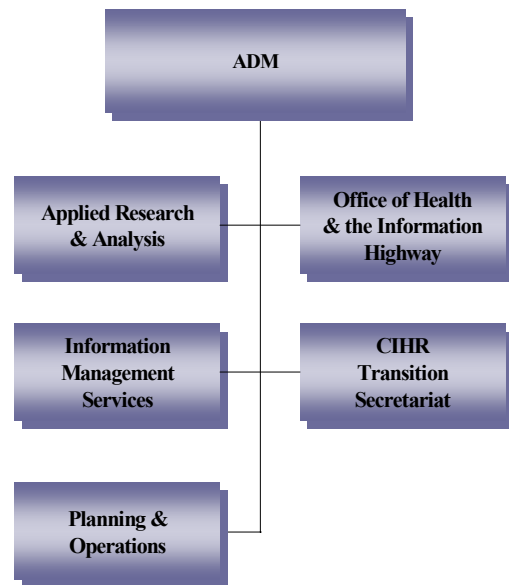 ADM
Applied Research
& Analysis
Office of Health
& the Information
Highway
Information
Management
Services
CIHR
Transition
Secretariat
Planning &
Operations